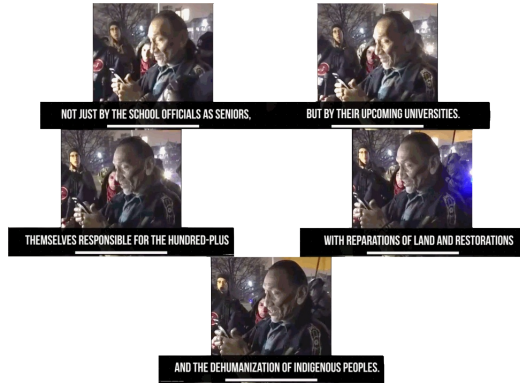 NOT JUST BY THE SCHOOL OFFICIALS AS SENIORS,
BUT BY THEIR UPCOMING UNIVERSITIES.
THEMSELVES RESPONSIBLE FOR THE HUNDRED-PLUS
WITH REPARATIONS OF LAND AND RESTORATIONS
AND THE DEHUMANIZATION OF INDIGENOUS PEOPLES.